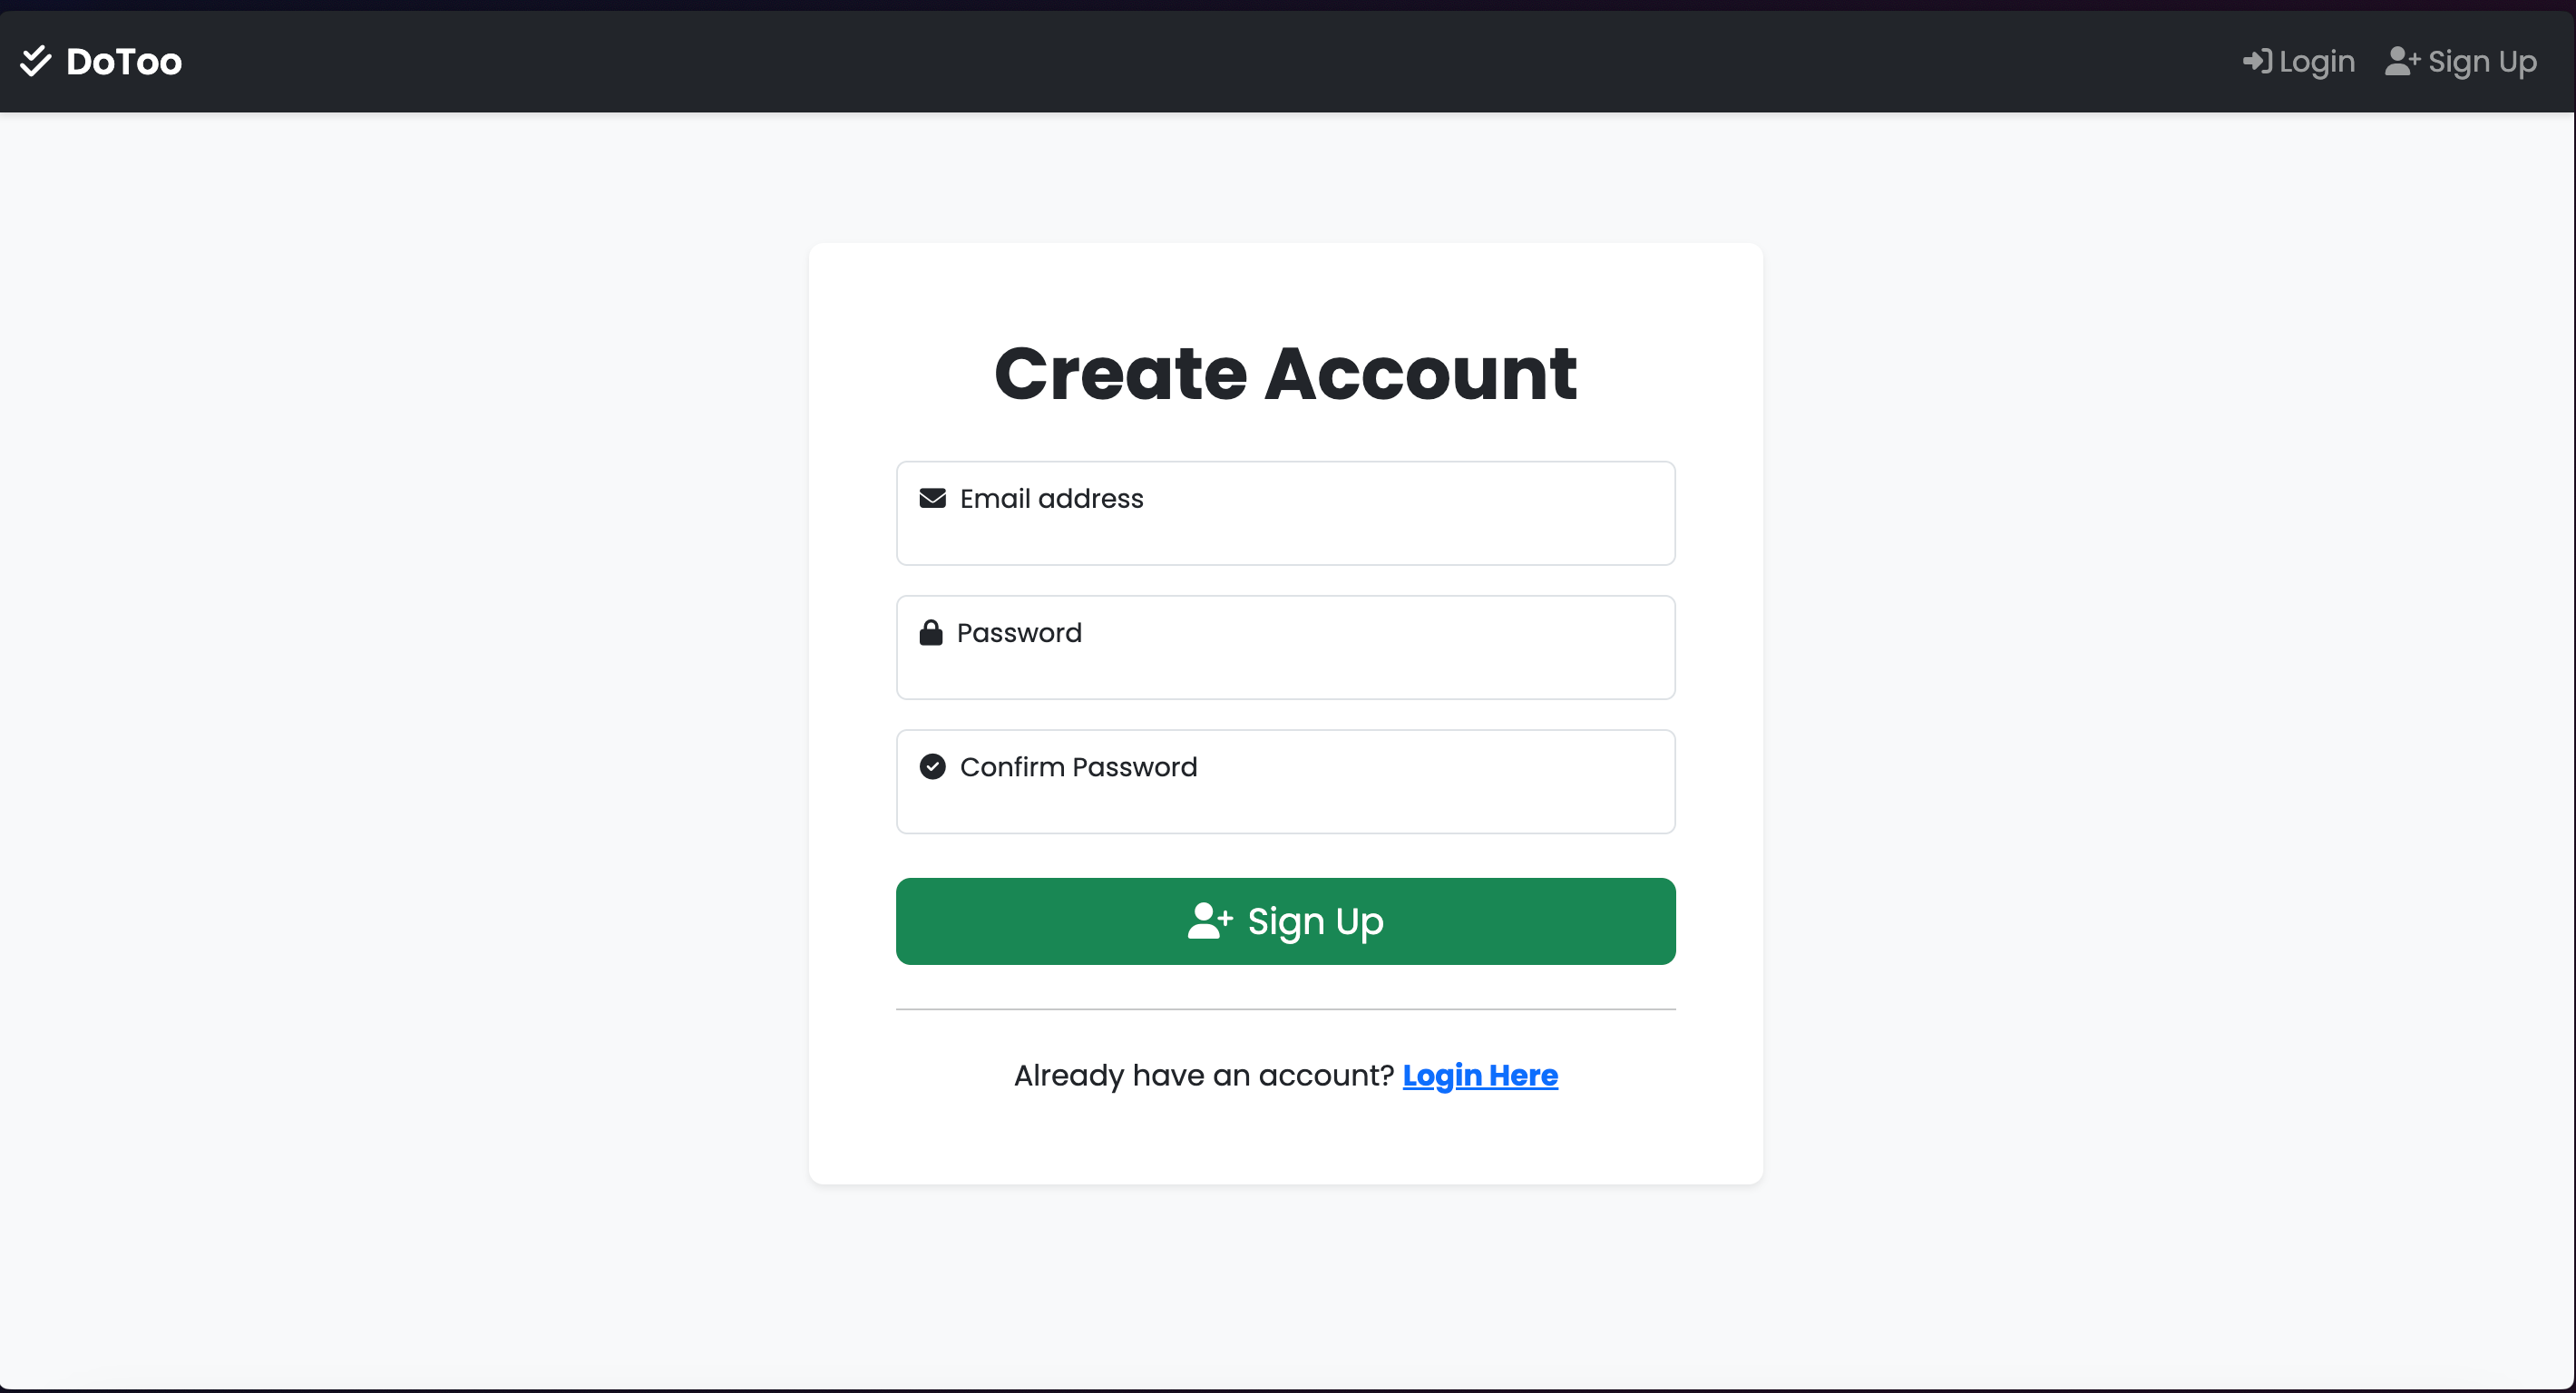 DoToo
Login Sign Up
Create Account
Email address
Password
Confirm Password
Sign Up
Already have an account? Login Here